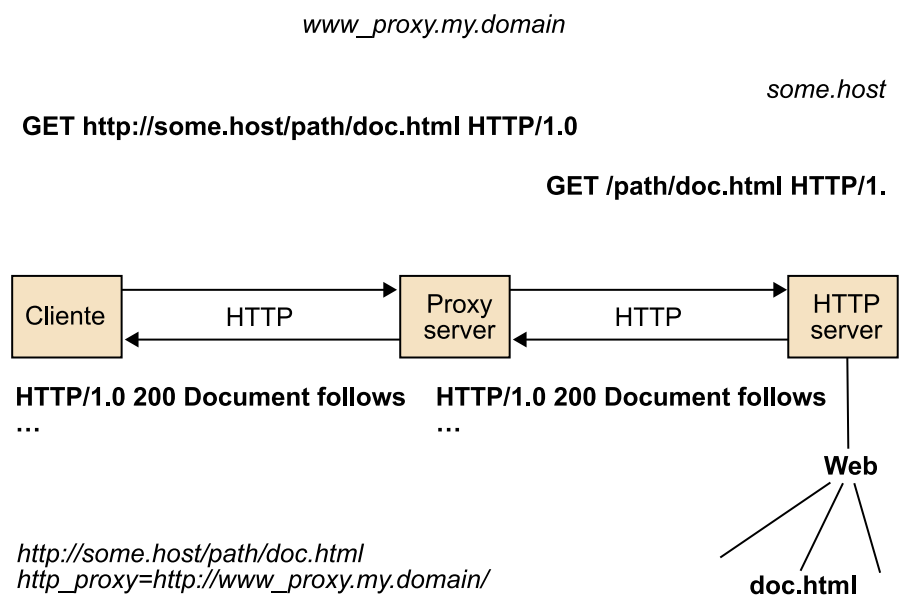 www_proxy.my.domain
some.host
GET http://some.host/path/doc.html HTTP/1.0
GET /path/doc.html HTTP/1.
Cliente
HTTP
Proxy
server
HTTP
HTTP
server
HTTP/1.0 200 Document follows
...
HTTP/1.0 200 Document follows
...
Web
http://some.host/path/doc.html
http_proxy=http://www_proxy.my.domain/
doc.html